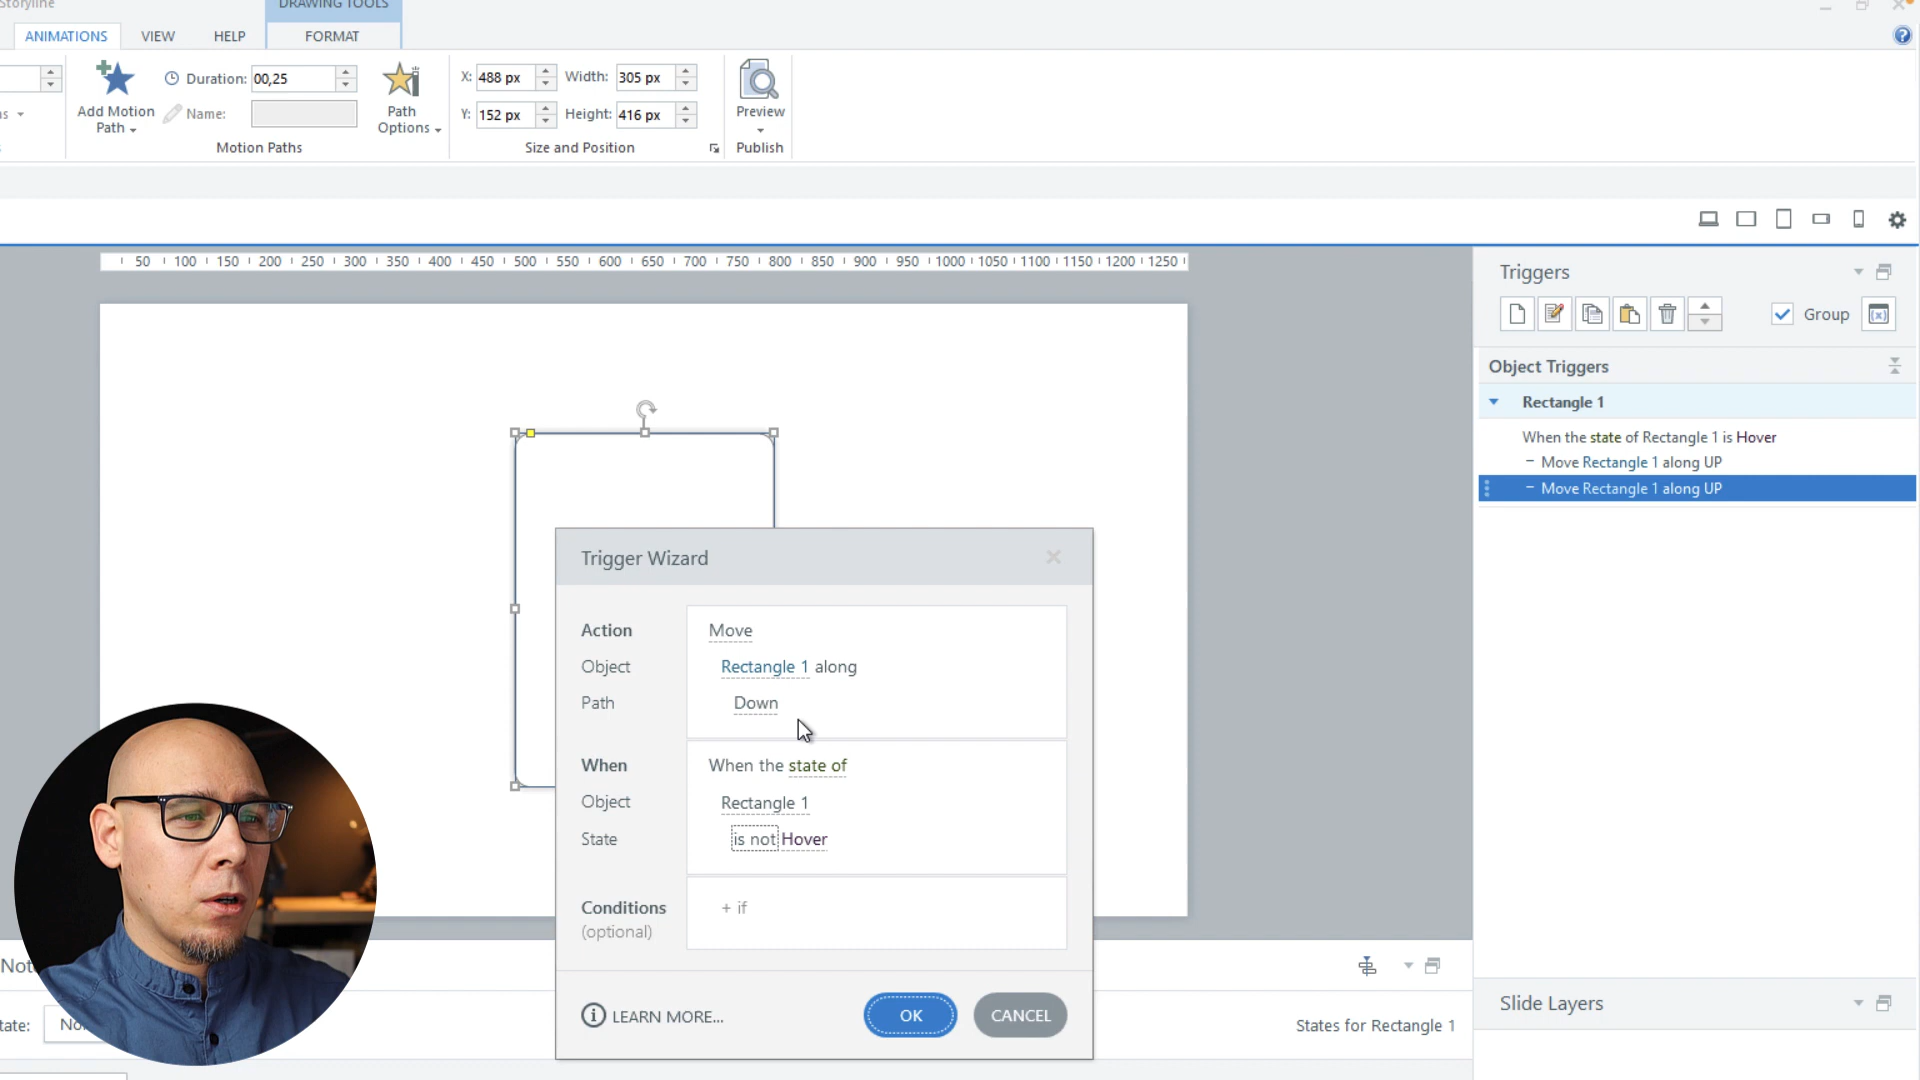 Storyline
DRAWING TOOLS
ANIMATIONS VIEW HELP FORMAT
Add Motion Path
Duration: 00,25
Name:
Path Options
X: 488 px Width: 305 px
Y: 152 px Height: 416 px
Preview
Motion Paths Size and Position Publish
50 100 150 200 250 300 350 400 450 500 550 600 650 700 750 800 850 900 950 1000 1050 1100 1150 1200 1250
Triggers
Group
Object Triggers
Rectangle 1
When the state of Rectangle 1 is Hover
– Move Rectangle 1 along UP
– Move Rectangle 1 along UP
Trigger Wizard
Action Move
Object Rectangle 1 along
Path Down
When When the state of
Object Rectangle 1
State is not Hover
Conditions + if
(optional)
LEARN MORE...
OK
CANCEL
States for Rectangle 1
Slide Layers